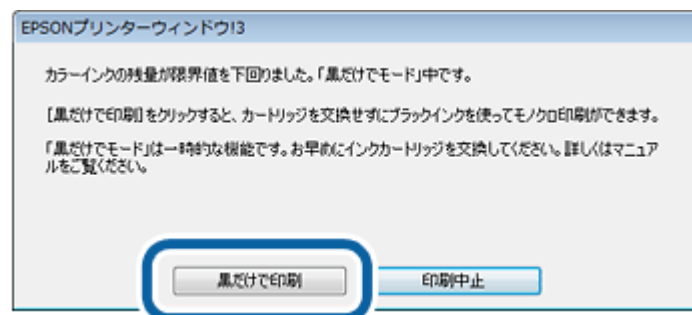 EPSONプリンターウィンドウ!3
カラーインクの残量が限界値を下回りました。「黒だけでモード」中です。
[黒だけで印刷]をクリックすると、カートリッジを交換せずにブラックインクを使ってモノクロ印刷ができます。
「黒だけでモード」は一時的な機能です。お早めにインクカートリッジを交換してください。詳しくはマニュア
ルをご覧ください。
黒だけで印刷
印刷中止